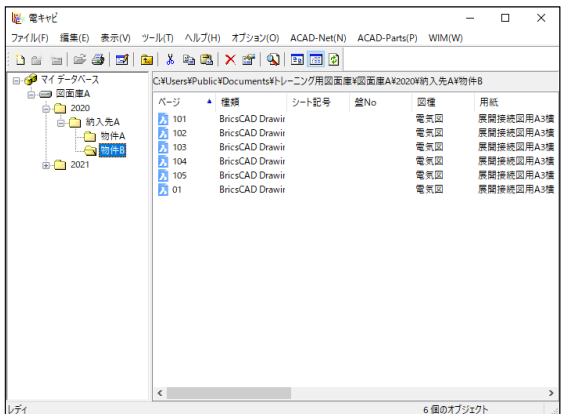 電キャビ
ファイル(F) 編集(E) 表示(V) ツール(T) ヘルプ(H) オプション(O) ACAD-Net(N) ACAD-Parts(P) WIM(W)
マイ データベース
図面庫A
2020
納入先A
物件A
物件B
2021
C:¥Users¥Public¥Documents¥トレーニング用図面庫¥図面庫A¥2020¥納入先A¥物件B
ページ 種類 シート記号 盤No 図種 用紙
101 BricsCAD Drawin 電気図 展開接続図用A3横
102 BricsCAD Drawin 電気図 展開接続図用A3横
103 BricsCAD Drawin 電気図 展開接続図用A3横
104 BricsCAD Drawin 電気図 展開接続図用A3横
105 BricsCAD Drawin 電気図 展開接続図用A3横
01 BricsCAD Drawin 電気図 展開接続図用A3横
レディ
6 個のオブジェクト